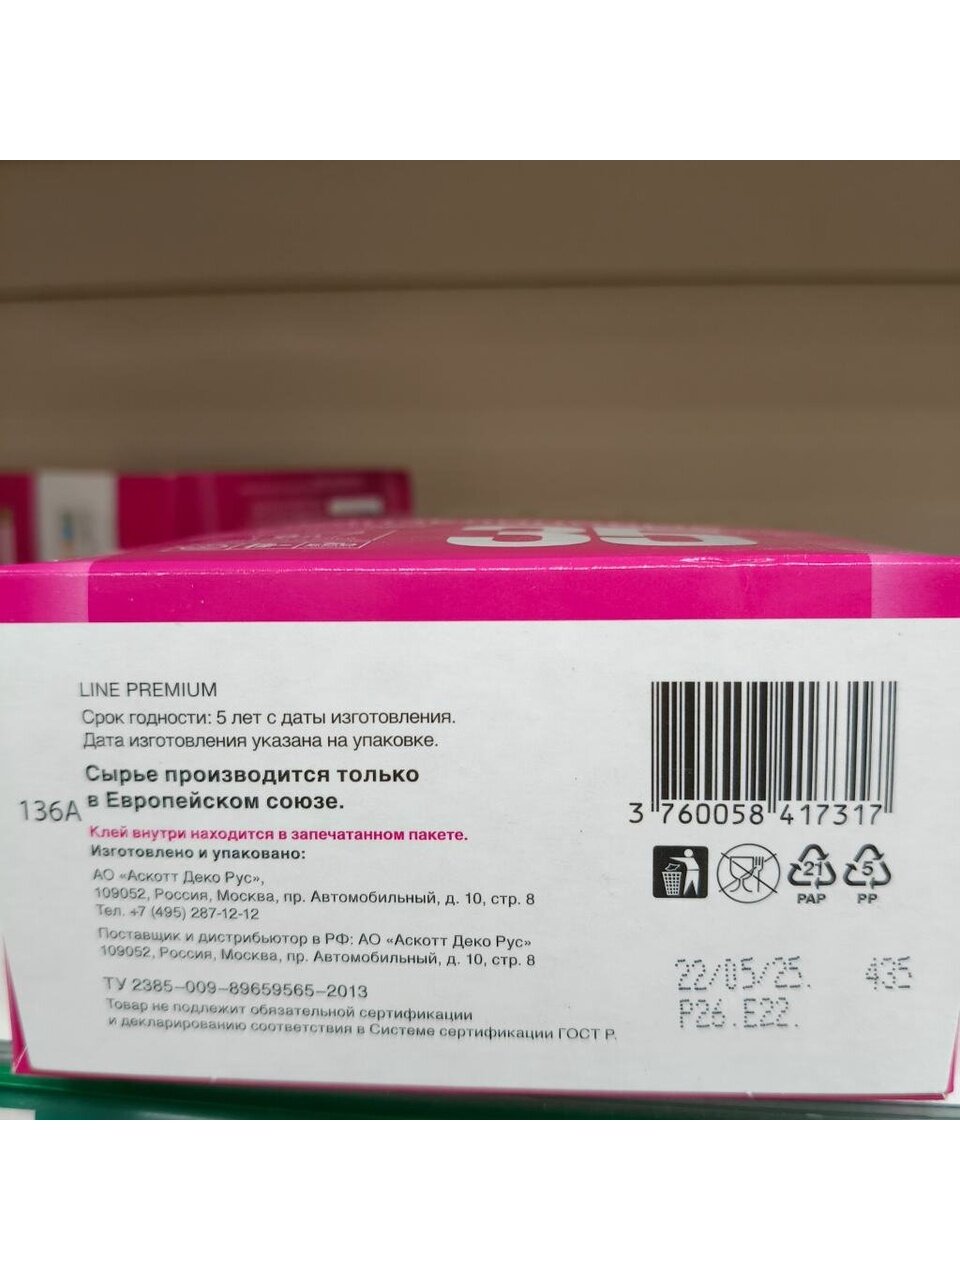 35
LINE PREMIUM
Срок годности: 5 лет с даты изготовления.
Дата изготовления указана на упаковке.
Сырье производится только
в Европейском союзе.
136A
Клей внутри находится в запечатанном пакете.
Изготовлено и упаковано:
АО «Аскотт Деко Рус»,
109052, Россия, Москва, пр. Автомобильный, д. 10, стр. 8
Тел. +7 (495) 287-12-12
Поставщик и дистрибьютор в РФ: АО «Аскотт Деко Рус»
109052, Россия, Москва, пр. Автомобильный, д. 10, стр. 8
ТУ 2385-009-89659565-2013
Товар не подлежит обязательной сертификации
и декларированию соответствия в Системе сертификации ГОСТ Р.
3 760058 417317
21 5
PAP PP
22/05/25. 435
P26.E22.